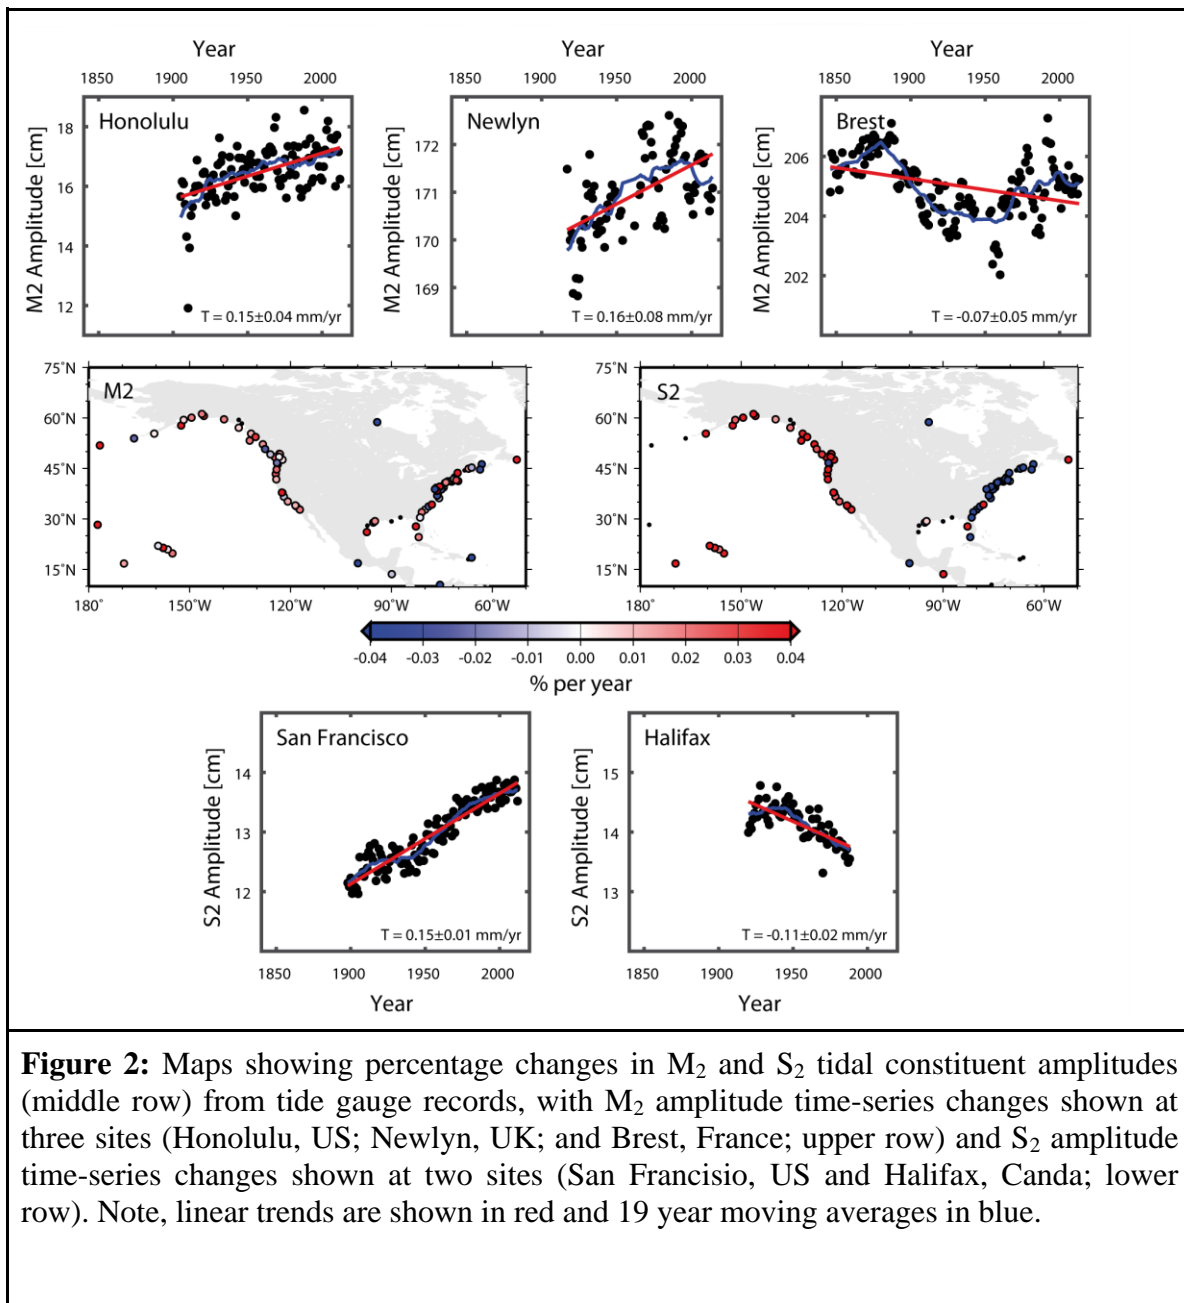 Year
Year
Year
1850 1900 1950 2000
1850 1900 1950 2000
1850 1900 1950 2000
Honolulu
18
16
14
12
M2 Amplitude [cm]
T = 0.15±0.04 mm/yr
Newlyn
172
171
170
169
M2 Amplitude [cm]
T = 0.16±0.08 mm/yr
Brest
206
204
202
M2 Amplitude [cm]
T = -0.07±0.05 mm/yr
75°N
60°N
45°N
30°N
15°N
M2
180° 150°W 120°W 90°W 60°W
75°N
60°N
45°N
30°N
15°N
S2
180° 150°W 120°W 90°W 60°W
-0.04 -0.03 -0.02 -0.01 0.00 0.01 0.02 0.03 0.04
% per year
San Francisco
14
13
12
S2 Amplitude [cm]
T = 0.15±0.01 mm/yr
1850 1900 1950 2000
Year
Halifax
15
14
13
S2 Amplitude [cm]
T = -0.11±0.02 mm/yr
1850 1900 1950 2000
Year
Figure 2: Maps showing percentage changes in M2 and S2 tidal constituent amplitudes
(middle row) from tide gauge records, with M2 amplitude time-series changes shown at
three sites (Honolulu, US; Newlyn, UK; and Brest, France; upper row) and S2 amplitude
time-series changes shown at two sites (San Francisio, US and Halifax, Canda; lower
row). Note, linear trends are shown in red and 19 year moving averages in blue.